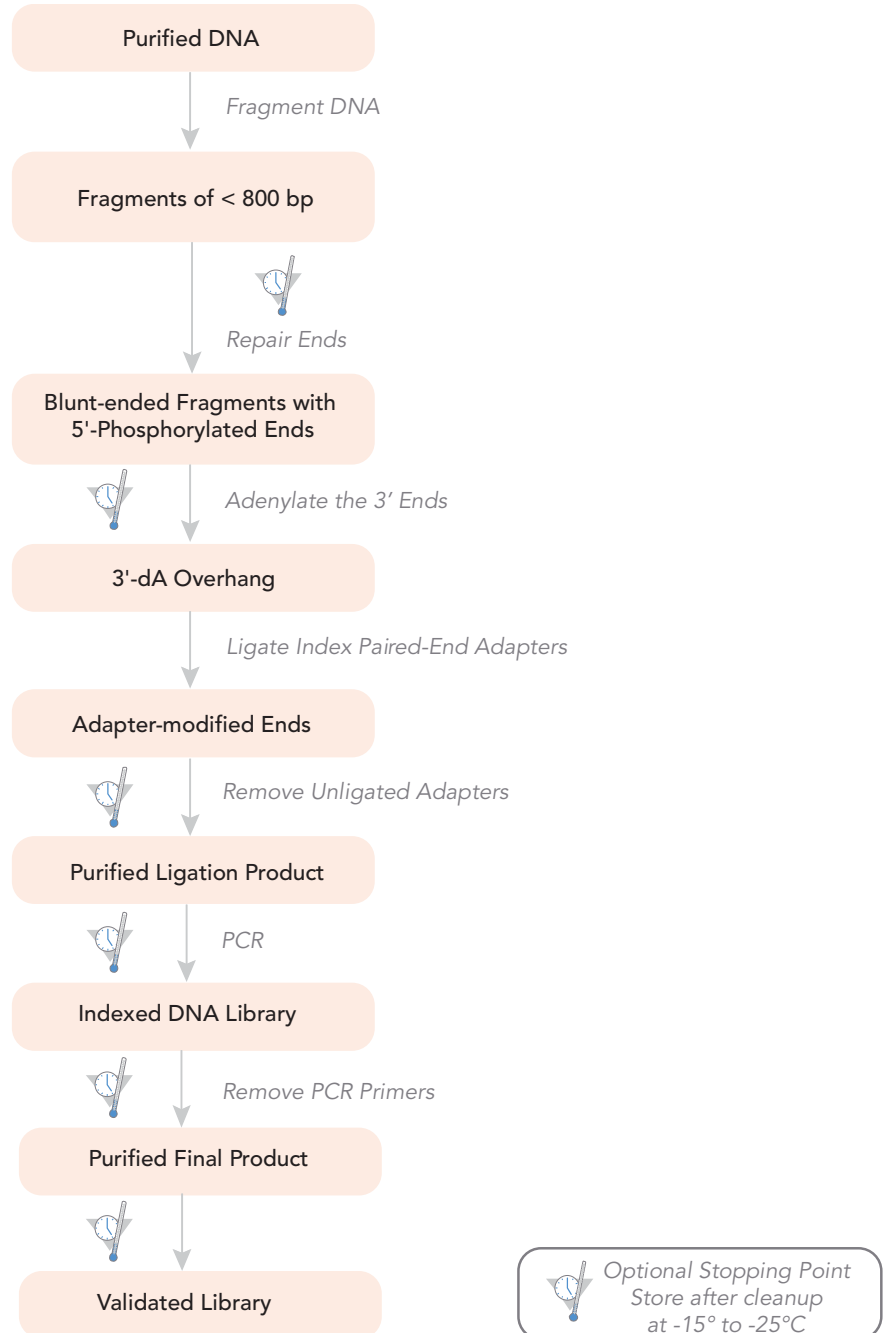 Purified DNA
Fragment DNA
Fragments of < 800 bp
Repair Ends
Blunt-ended Fragments with
5'-Phosphorylated Ends
Adenylate the 3’ Ends
3'-dA Overhang
Ligate Index Paired-End Adapters
Adapter-modified Ends
Remove Unligated Adapters
Purified Ligation Product
PCR
Indexed DNA Library
Remove PCR Primers
Purified Final Product
Validated Library
Optional Stopping Point
Store after cleanup
at -15° to -25°C